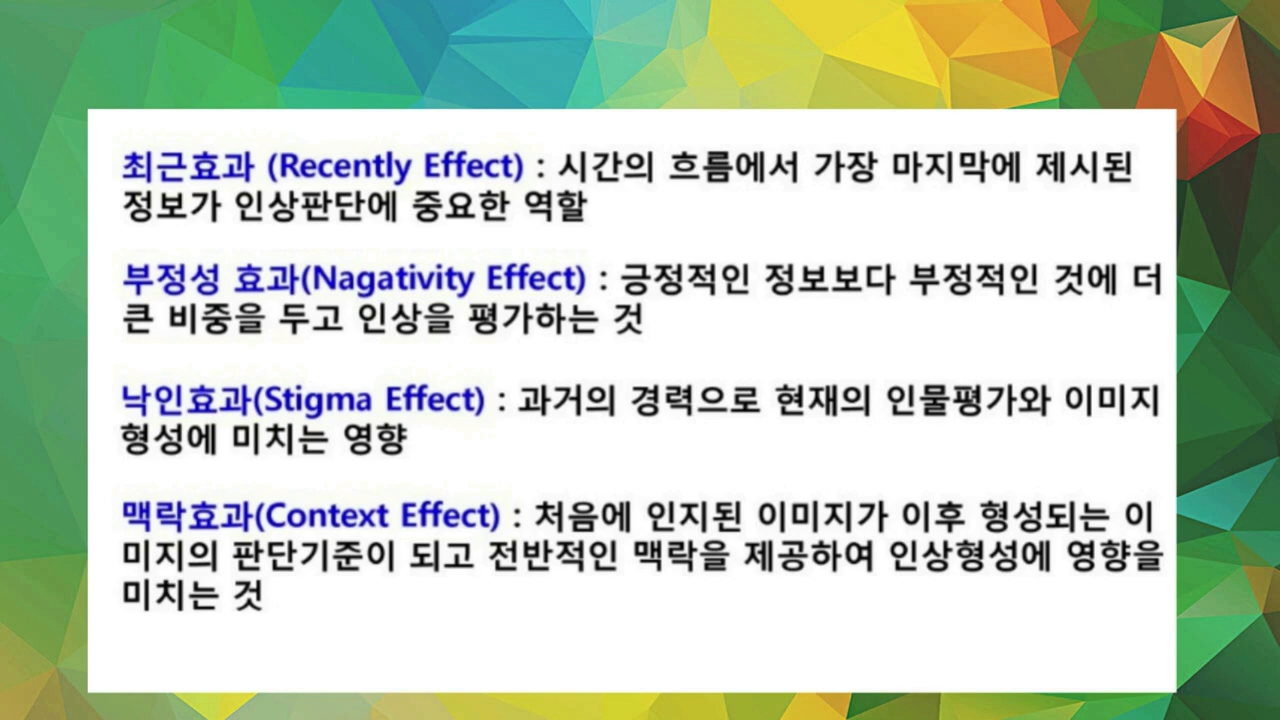 최근효과 (Recently Effect) : 시간의 흐름에서 가장 마지막에 제시된
정보가 인상판단에 중요한 역할
부정성 효과(Nagativity Effect) : 긍정적인 정보보다 부정적인 것에 더
큰 비중을 두고 인상을 평가하는 것
낙인효과(Stigma Effect) : 과거의 경력으로 현재의 인물평가와 이미지
형성에 미치는 영향
맥락효과(Context Effect) : 처음에 인지된 이미지가 이후 형성되는 이
미지의 판단기준이 되고 전반적인 맥락을 제공하여 인상형성에 영향을
미치는 것